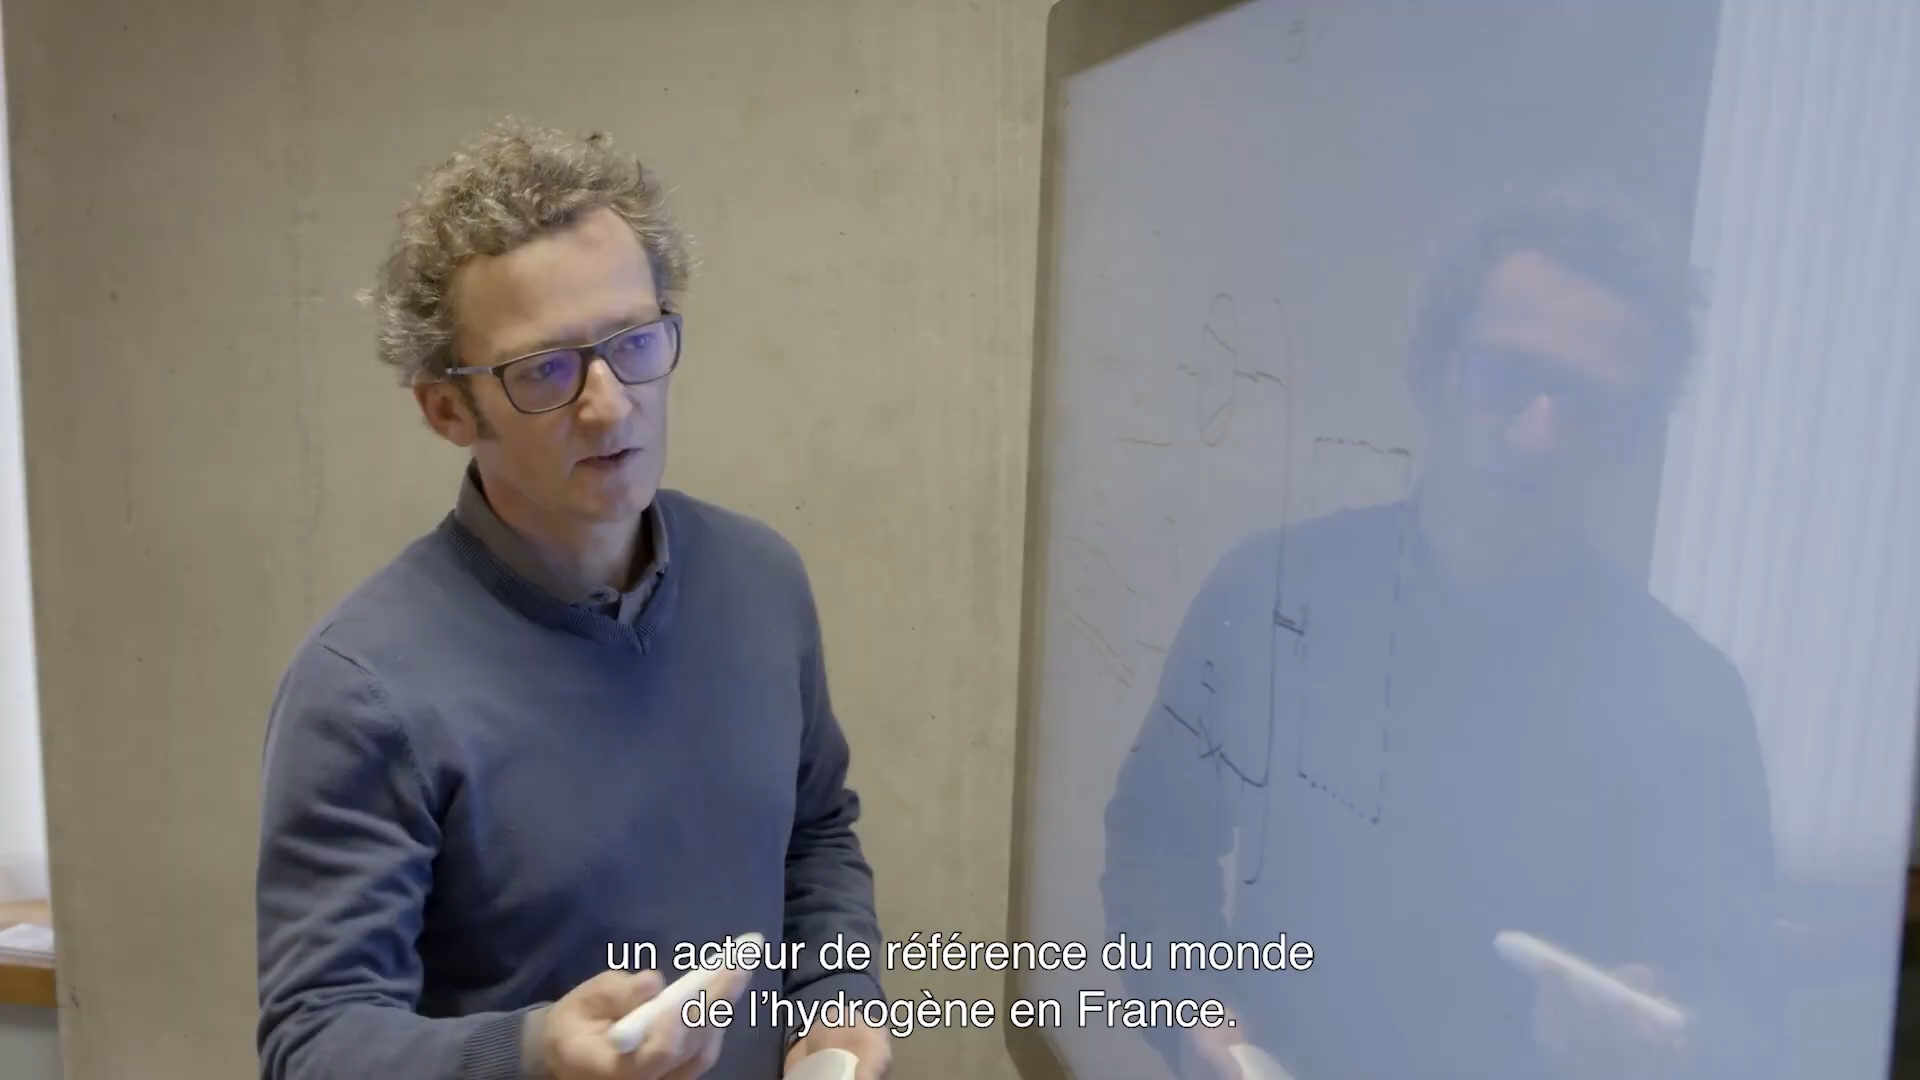 un acteur de référence du monde
de l’hydrogène en France.